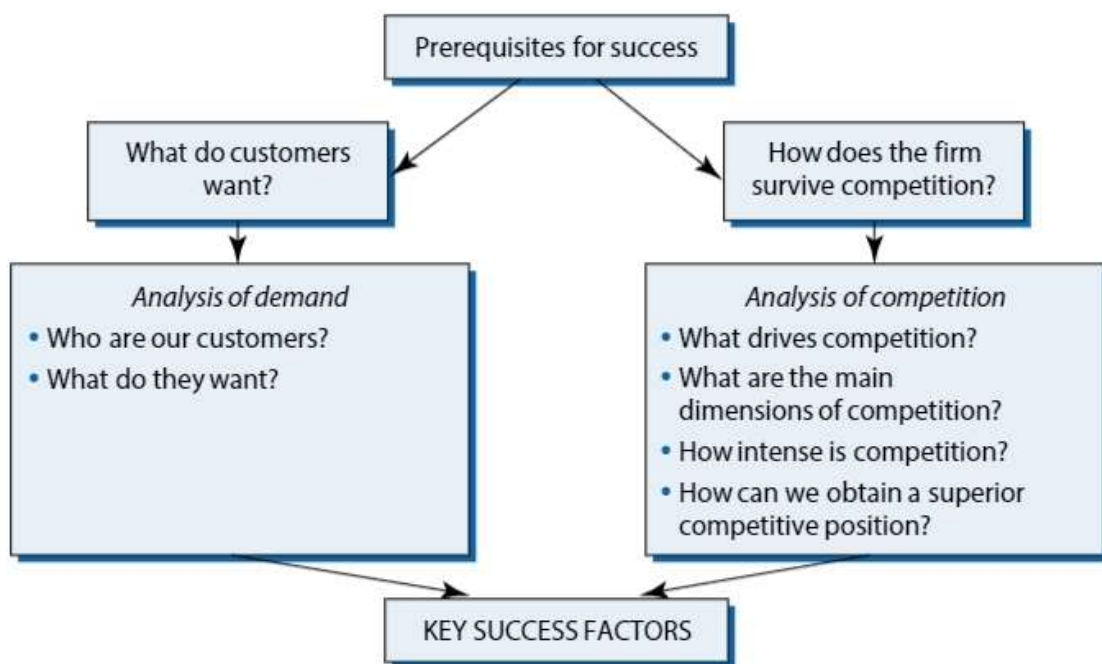 Prerequisites for success
What do customers
want?
How does the firm
survive competition?
Analysis of demand
• Who are our customers?
• What do they want?
Analysis of competition
• What drives competition?
• What are the main
dimensions of competition?
• How intense is competition?
• How can we obtain a superior
competitive position?
KEY SUCCESS FACTORS